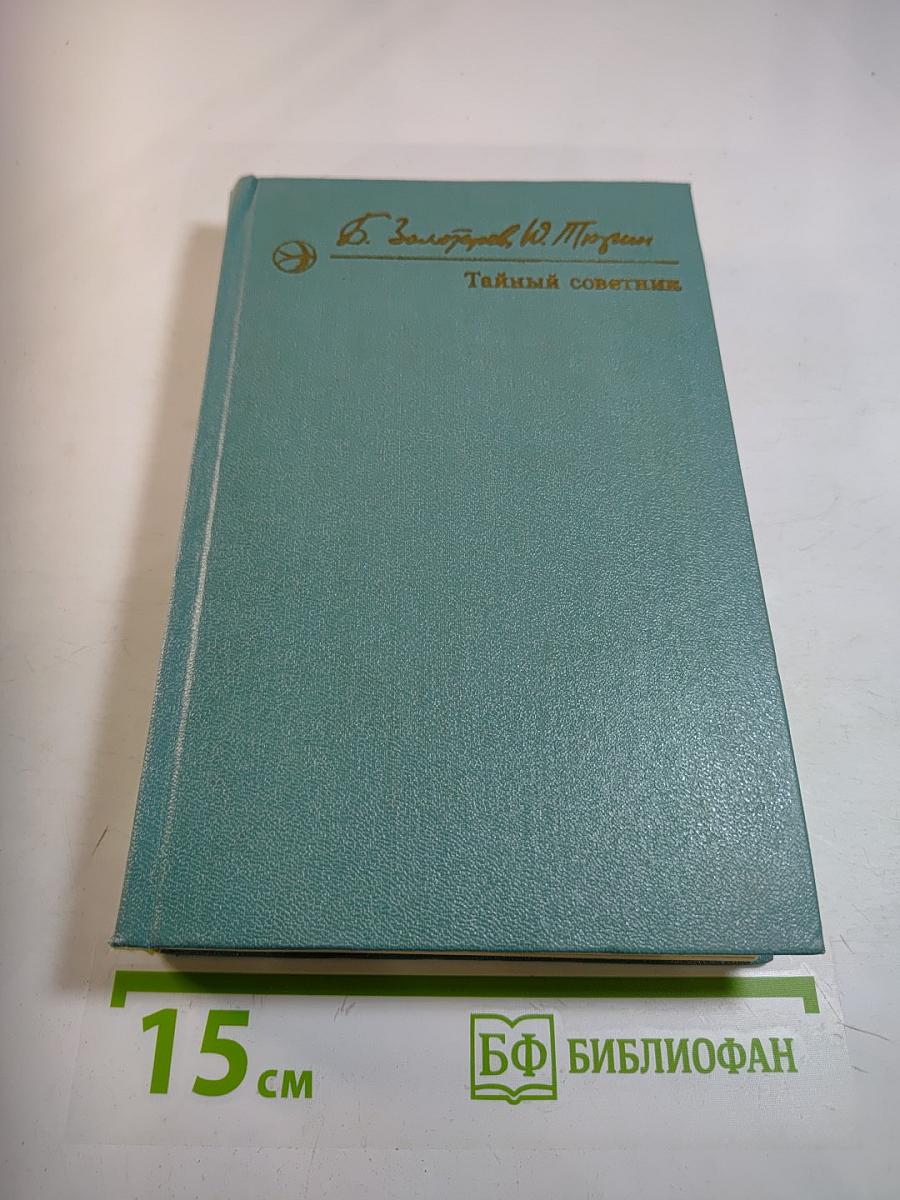 Б. Золотарев, Ю. Тюрин
Тайный советник
15 см
БФ БИБЛИОФАН